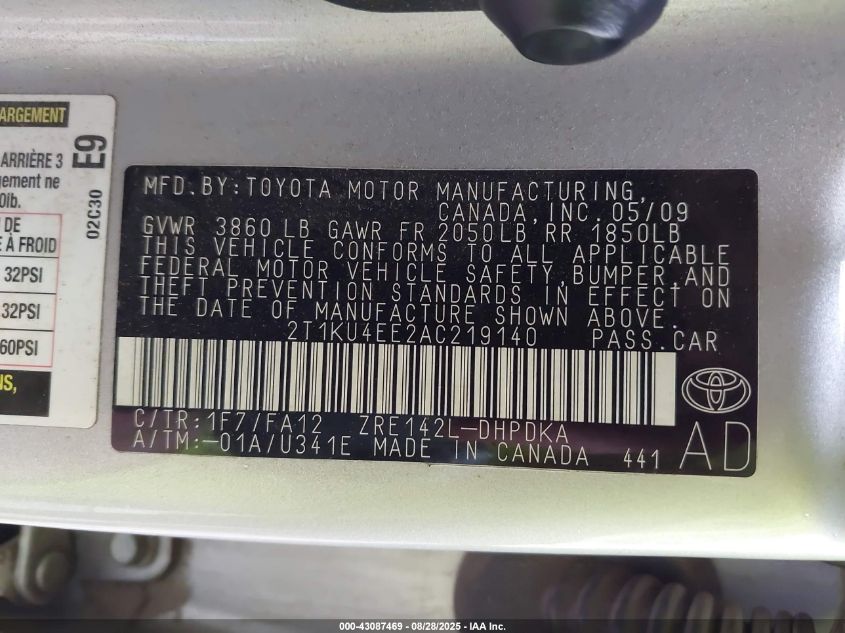 ARGEMENT
ARRIÈRE 3
gement ne
0lb.
DE
E À FROID
32PSI
32PSI
60PSI
NS,
E9
02C30
MFD.BY:TOYOTA MOTOR MANUFACTURING,
CANADA,INC. 05/09
GVWR 3860 LB GAWR FR 2050LB RR 1850LB
THIS VEHICLE CONFORMS TO ALL APPLICABLE
FEDERAL MOTOR VEHICLE SAFETY,BUMPER,AND
THEFT PREVENTION STANDARDS IN EFFECT ON
THE DATE OF MANUFACTURE SHOWN ABOVE.
2T1KU4EE2AC219140 PASS.CAR
C/TR:1F7/FA12 ZRE142L-DHPDKA
A/TM:-01A/U341E MADE IN CANADA 441
AD
000-43087469 - 08/28/2025 - IAA Inc.